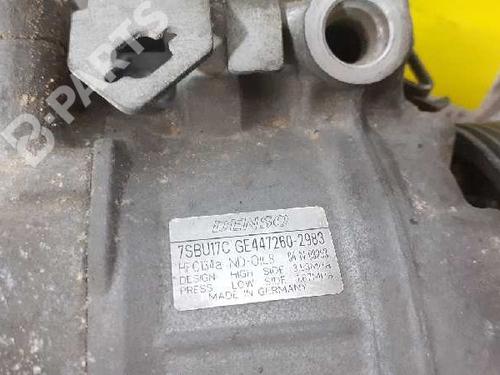 B-PARTS
DENSO
7SBU17C GE447260-2983
HFC134a ND-OIL8
DESIGN HIGH SIDE
PRESS LOW SIDE
MADE IN GERMANY